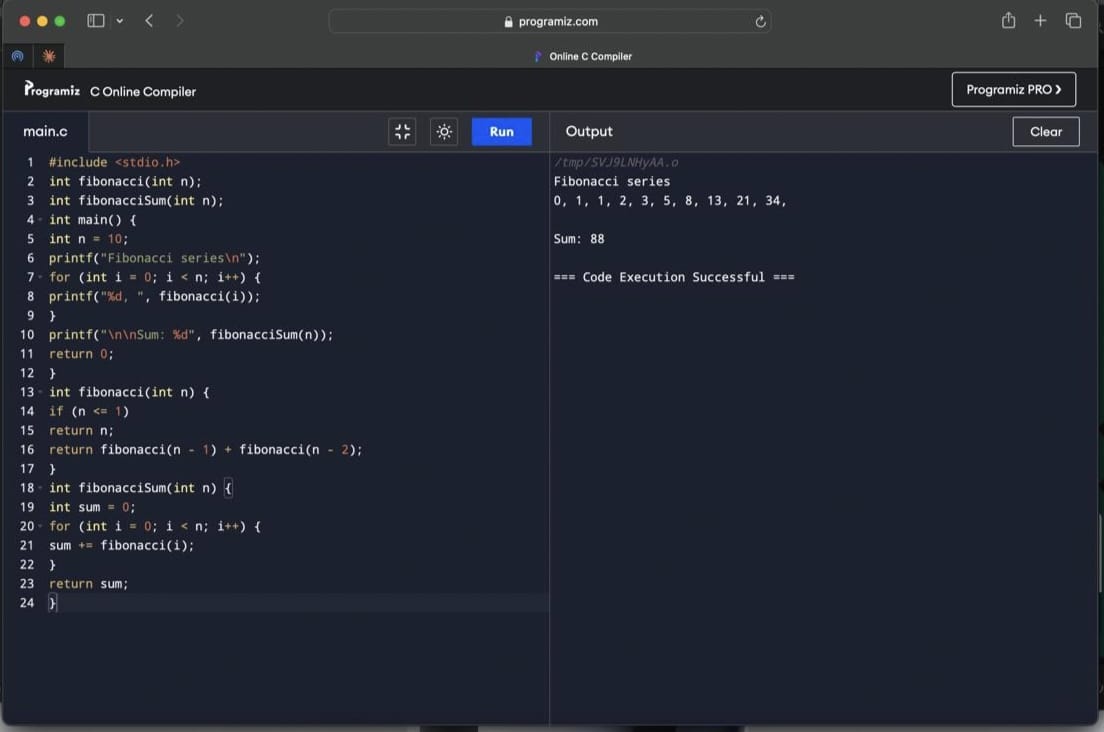 programiz.com
Online C Compiler
Programiz C Online Compiler
Programiz PRO ›
main.c
Run
Output
Clear
1 #include <stdio.h>
2 int fibonacci(int n);
3 int fibonacciSum(int n);
4 int main() {
5 int n = 10;
6 printf("Fibonacci series\n");
7 for (int i = 0; i < n; i++) {
8 printf("%d, ", fibonacci(i));
9 }
10 printf("\n\nSum: %d", fibonacciSum(n));
11 return 0;
12 }
13 int fibonacci(int n) {
14 if (n <= 1)
15 return n;
16 return fibonacci(n - 1) + fibonacci(n - 2);
17 }
18 int fibonacciSum(int n) {
19 int sum = 0;
20 for (int i = 0; i < n; i++) {
21 sum += fibonacci(i);
22 }
23 return sum;
24 }
/tmp/SVJ9LNHyAA.o
Fibonacci series
0, 1, 1, 2, 3, 5, 8, 13, 21, 34,
Sum: 88
=== Code Execution Successful ===